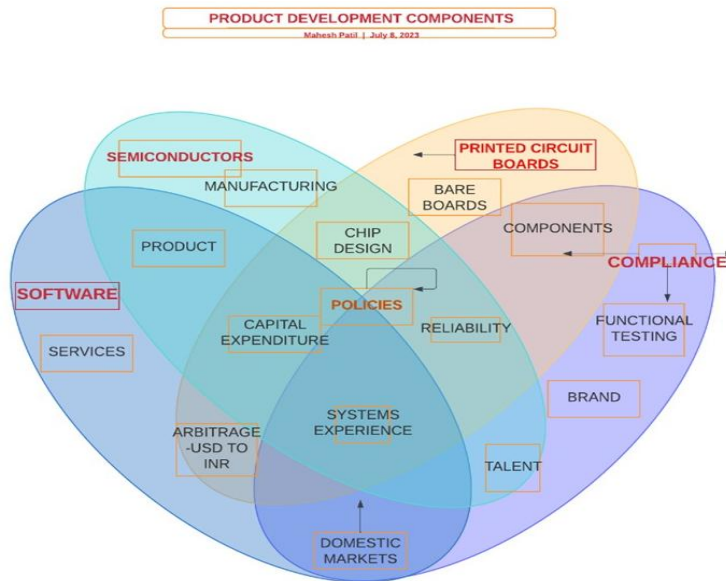 PRODUCT DEVELOPMENT COMPONENTS
Mahesh Patil | July 8, 2023
SEMICONDUCTORS
PRINTED CIRCUIT
BOARDS
MANUFACTURING
BARE
BOARDS
CHIP
DESIGN
COMPONENTS
PRODUCT
COMPLIANCE
SOFTWARE
POLICIES
CAPITAL
EXPENDITURE
RELIABILITY
FUNCTIONAL
TESTING
SERVICES
BRAND
SYSTEMS
EXPERIENCE
ARBITRAGE
-USD TO
INR
TALENT
DOMESTIC
MARKETS